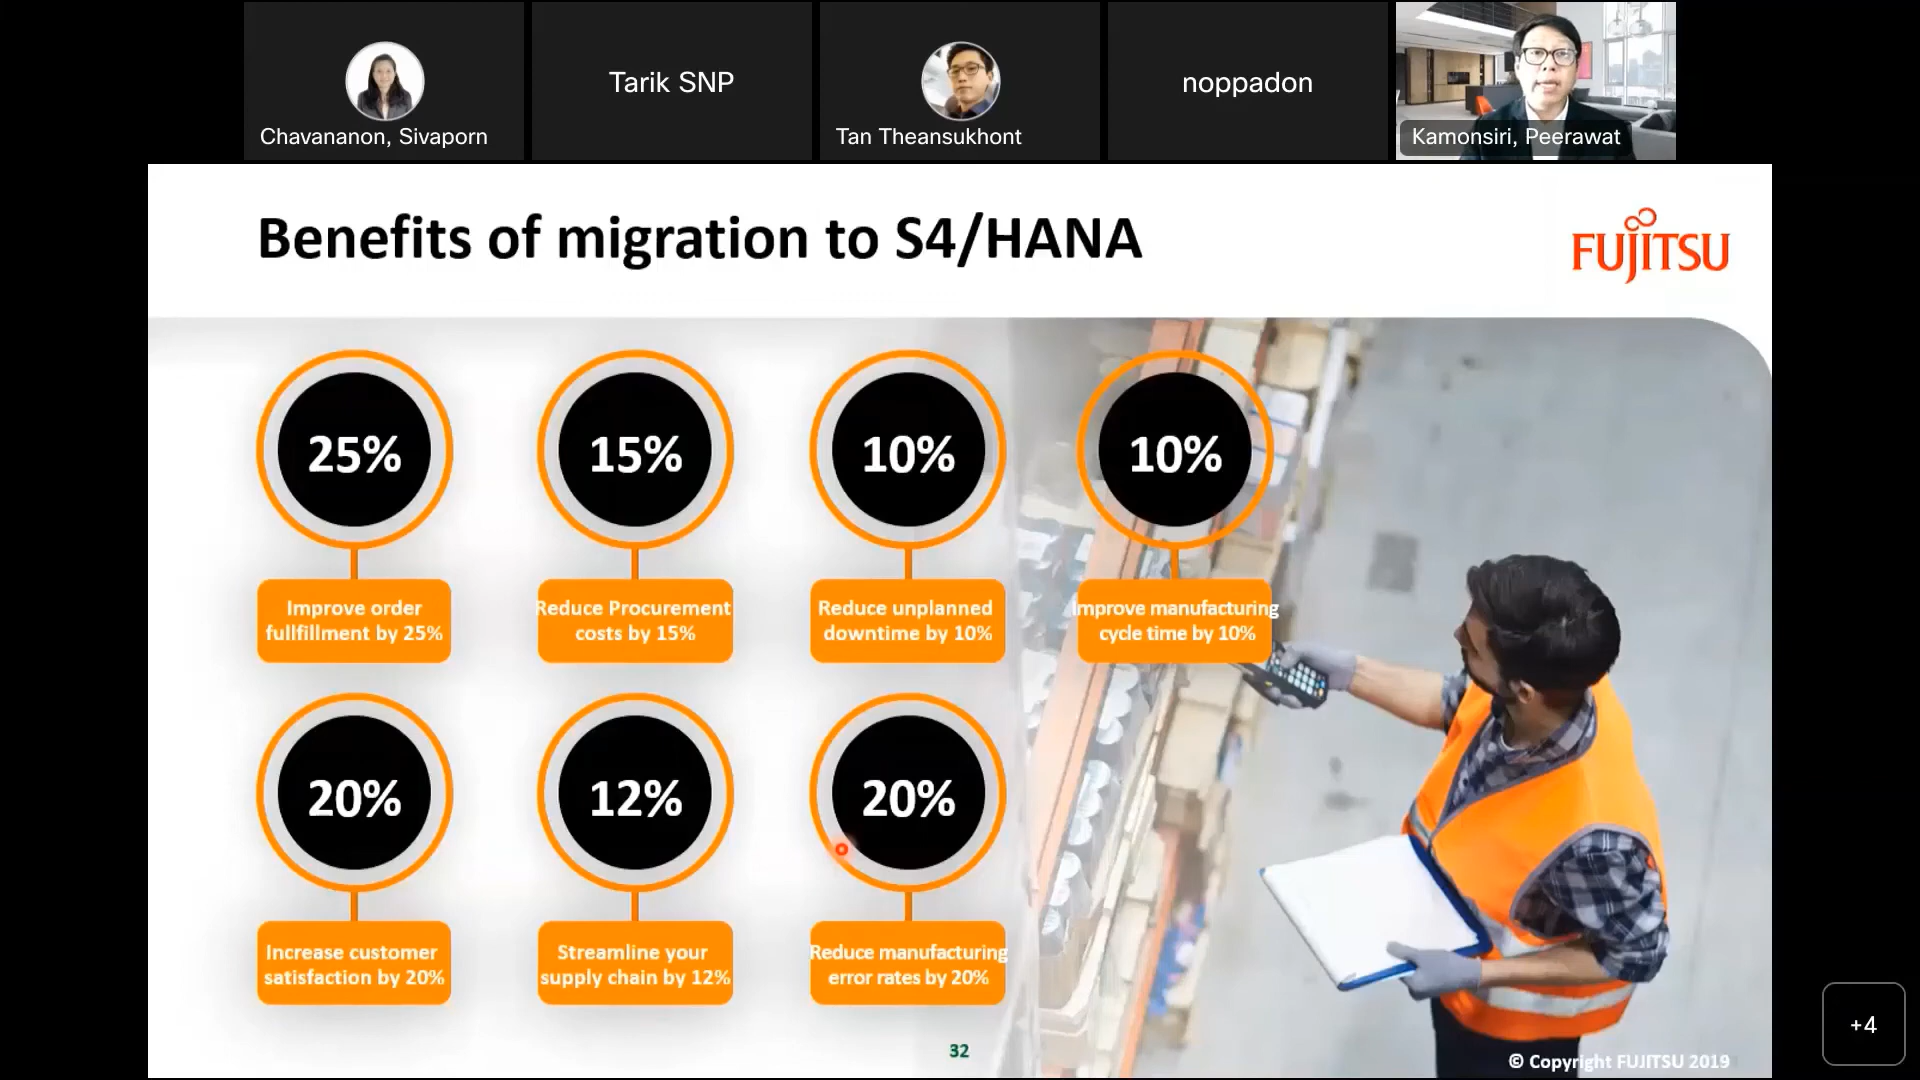 Chavananon, Sivaporn
Tarik SNP
Tan Theansukhont
noppadon
Kamonsiri, Peerawat
Benefits of migration to S4/HANA
FUJITSU
25%
15%
10%
10%
Improve order
fullfillment by 25%
Reduce Procurement
costs by 15%
Reduce unplanned
downtime by 10%
Improve manufacturing
cycle time by 10%
20%
12%
20%
Increase customer
satisfaction by 20%
Streamline your
supply chain by 12%
Reduce manufacturing
error rates by 20%
32
© Copyright FUJITSU 2019
+4